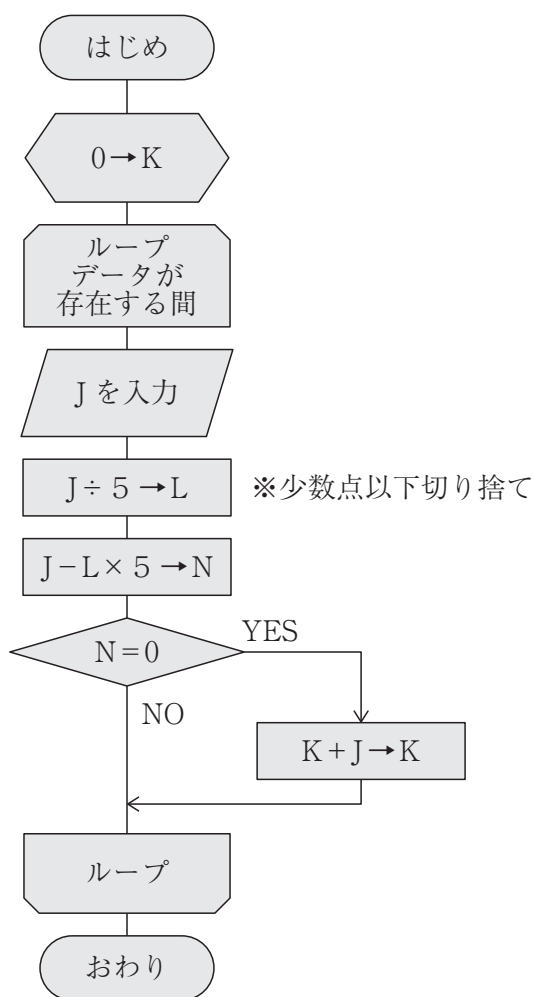 はじめ
0→K
ループ
データが
存在する間
Jを入力
J÷5→L
※少数点以下切り捨て
J−L×5→N
N=0
YES
NO
K+J→K
ループ
おわり